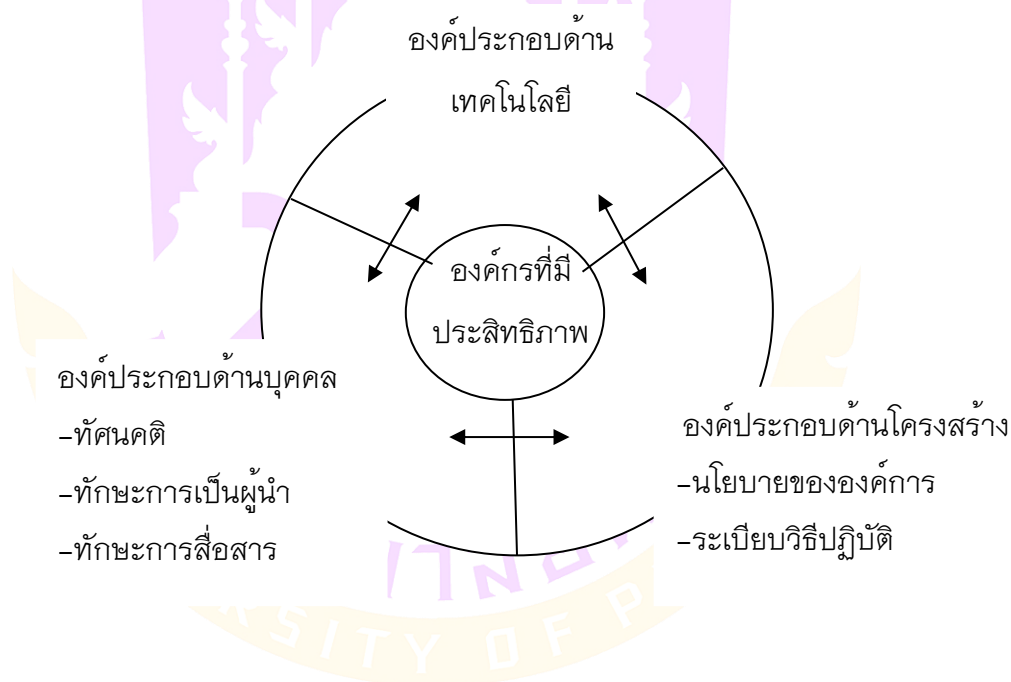 องค์ประกอบด้าน
เทคโนโลยี
องค์กรที่มี
ประสิทธิภาพ
องค์ประกอบด้านบุคคล
-ทัศนคติ
-ทักษะการเป็นผู้นำ
-ทักษะการสื่อสาร
องค์ประกอบด้านโครงสร้าง
-นโยบายขององค์การ
-ระเบียบวิธีปฏิบัติ
SITY OF P